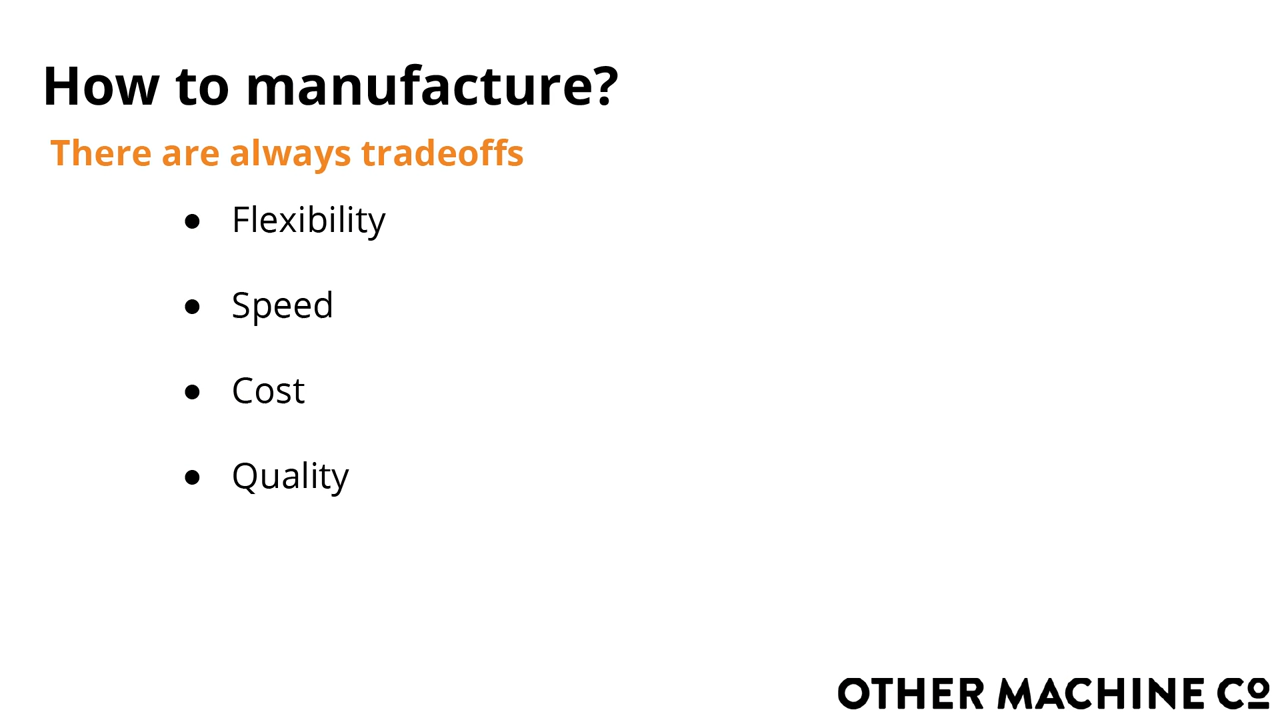 How to manufacture?
There are always tradeoffs
● Flexibility
● Speed
● Cost
● Quality
OTHER MACHINE Co